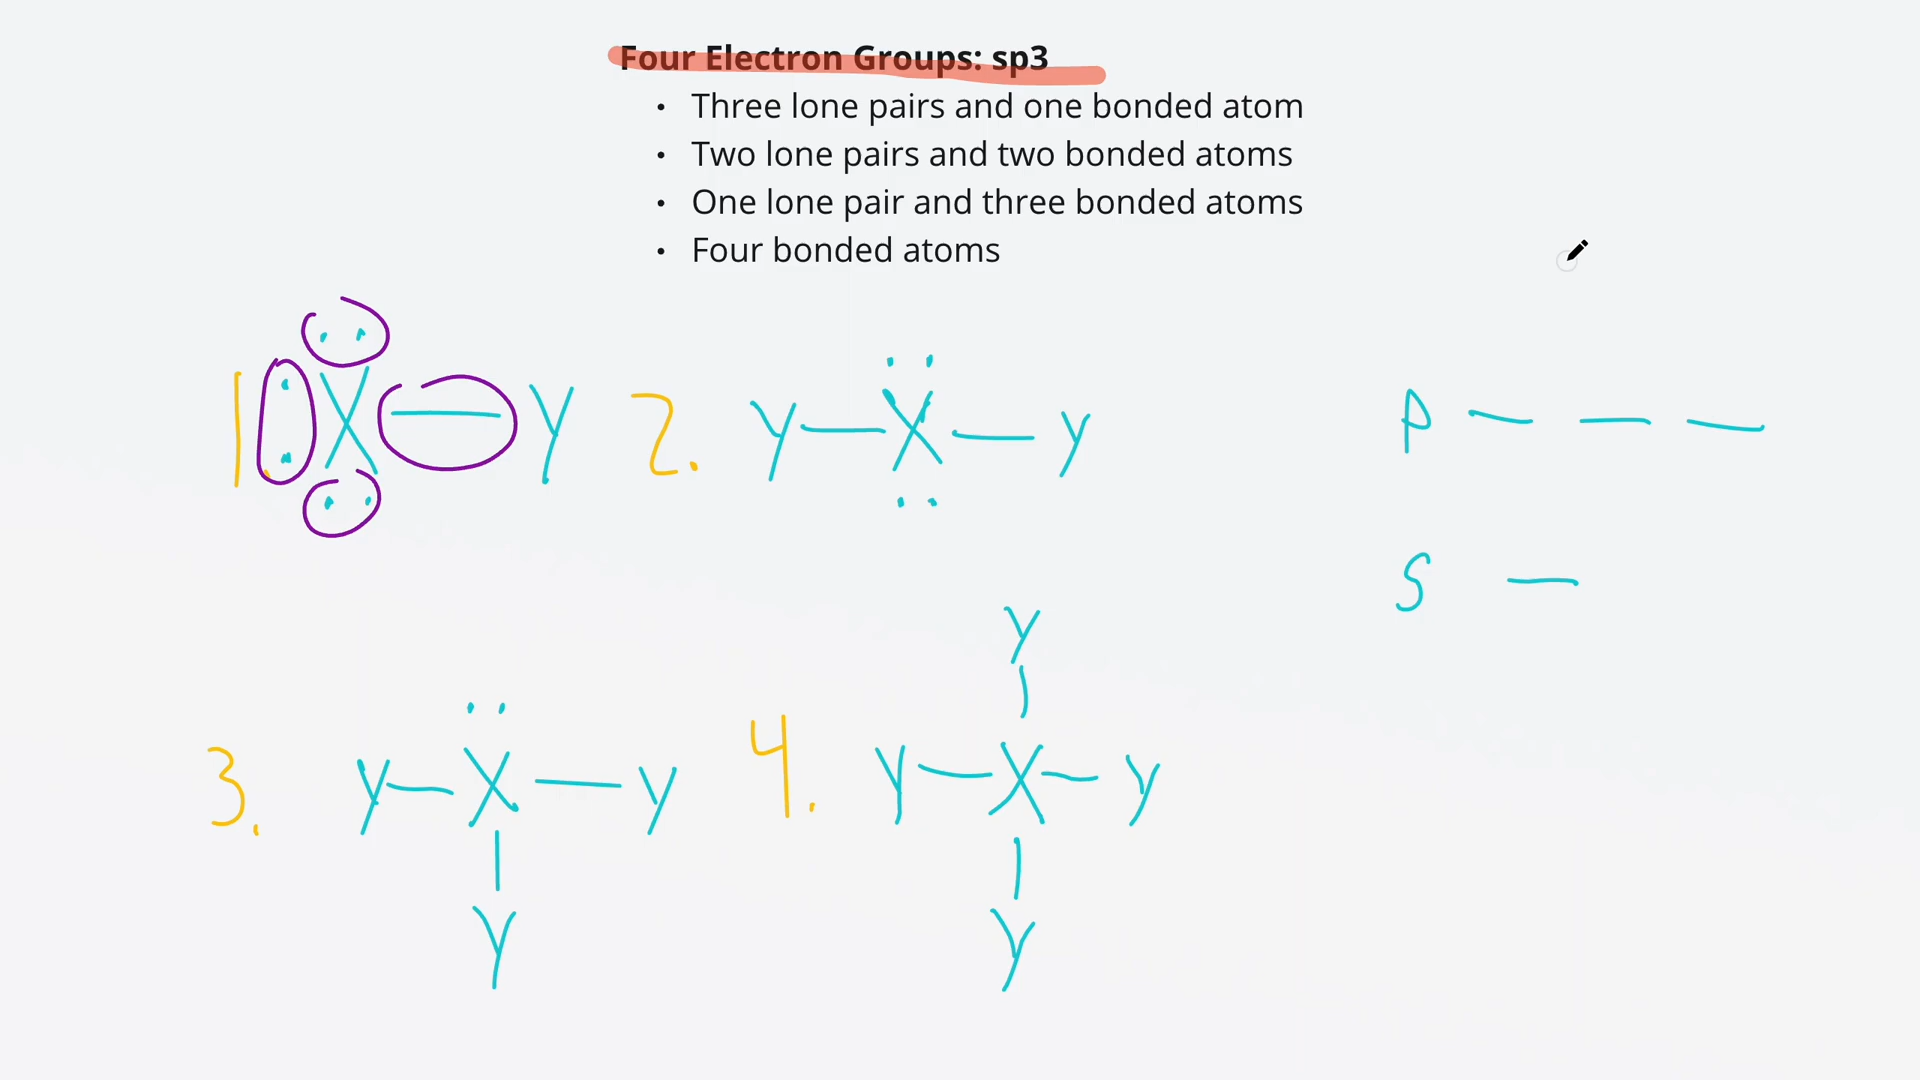 Four Electron Groups: sp3
• Three lone pairs and one bonded atom
• Two lone pairs and two bonded atoms
• One lone pair and three bonded atoms
• Four bonded atoms
1. X — Y
2. Y — X — Y
P — — —
S —
3. Y — X — Y
Y
4. Y
Y — X — Y
Y